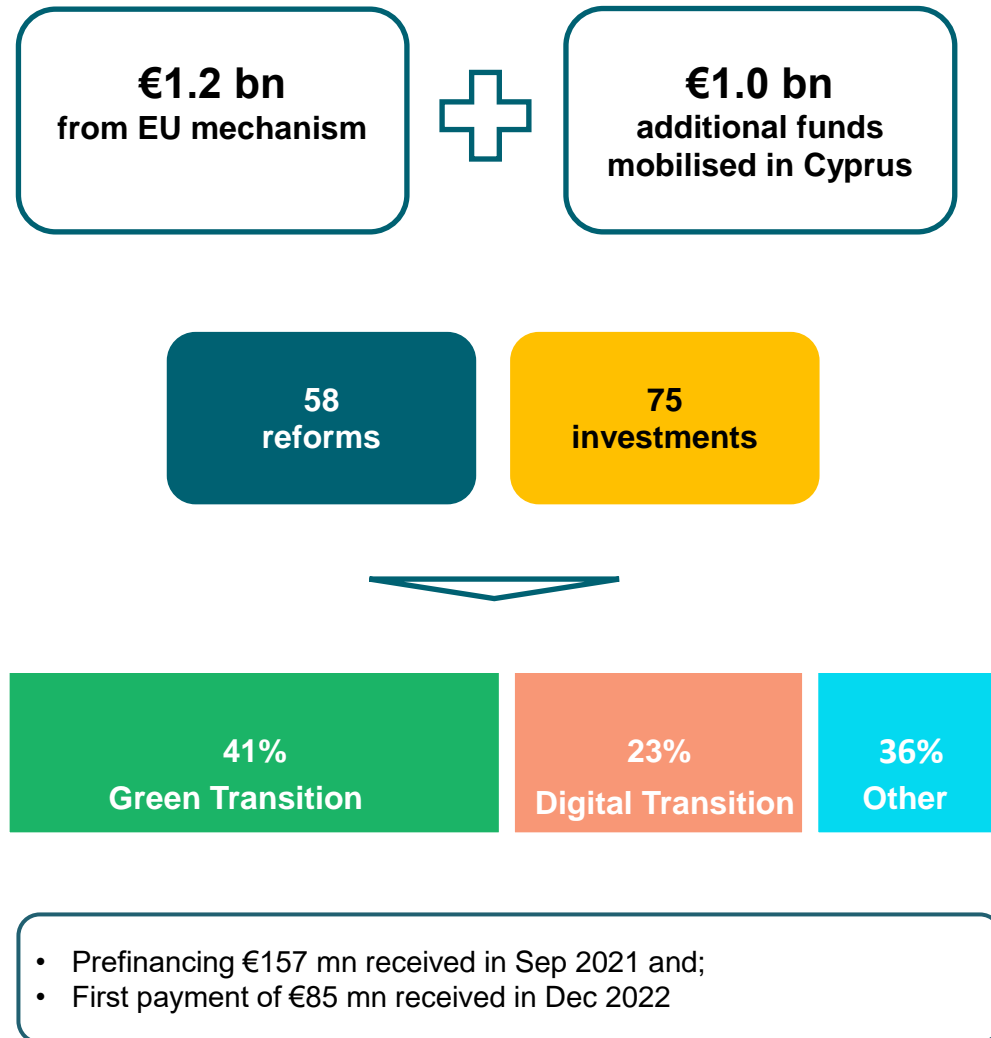 €1.2 bn
from EU mechanism
€1.0 bn
additional funds
mobilised in Cyprus
58
reforms
75
investments
41%
Green Transition
23%
Digital Transition
36%
Other
• Prefinancing €157 mn received in Sep 2021 and;
• First payment of €85 mn received in Dec 2022